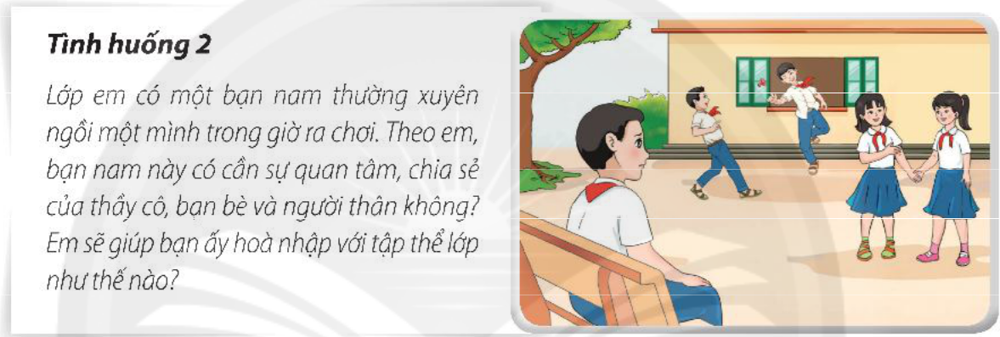 Tình huống 2
Lớp em có một bạn nam thường xuyên
ngồi một mình trong giờ ra chơi. Theo em,
bạn nam này có cần sự quan tâm, chia sẻ
của thầy cô, bạn bè và người thân không?
Em sẽ giúp bạn ấy hoà nhập với tập thể lớp
như thế nào?